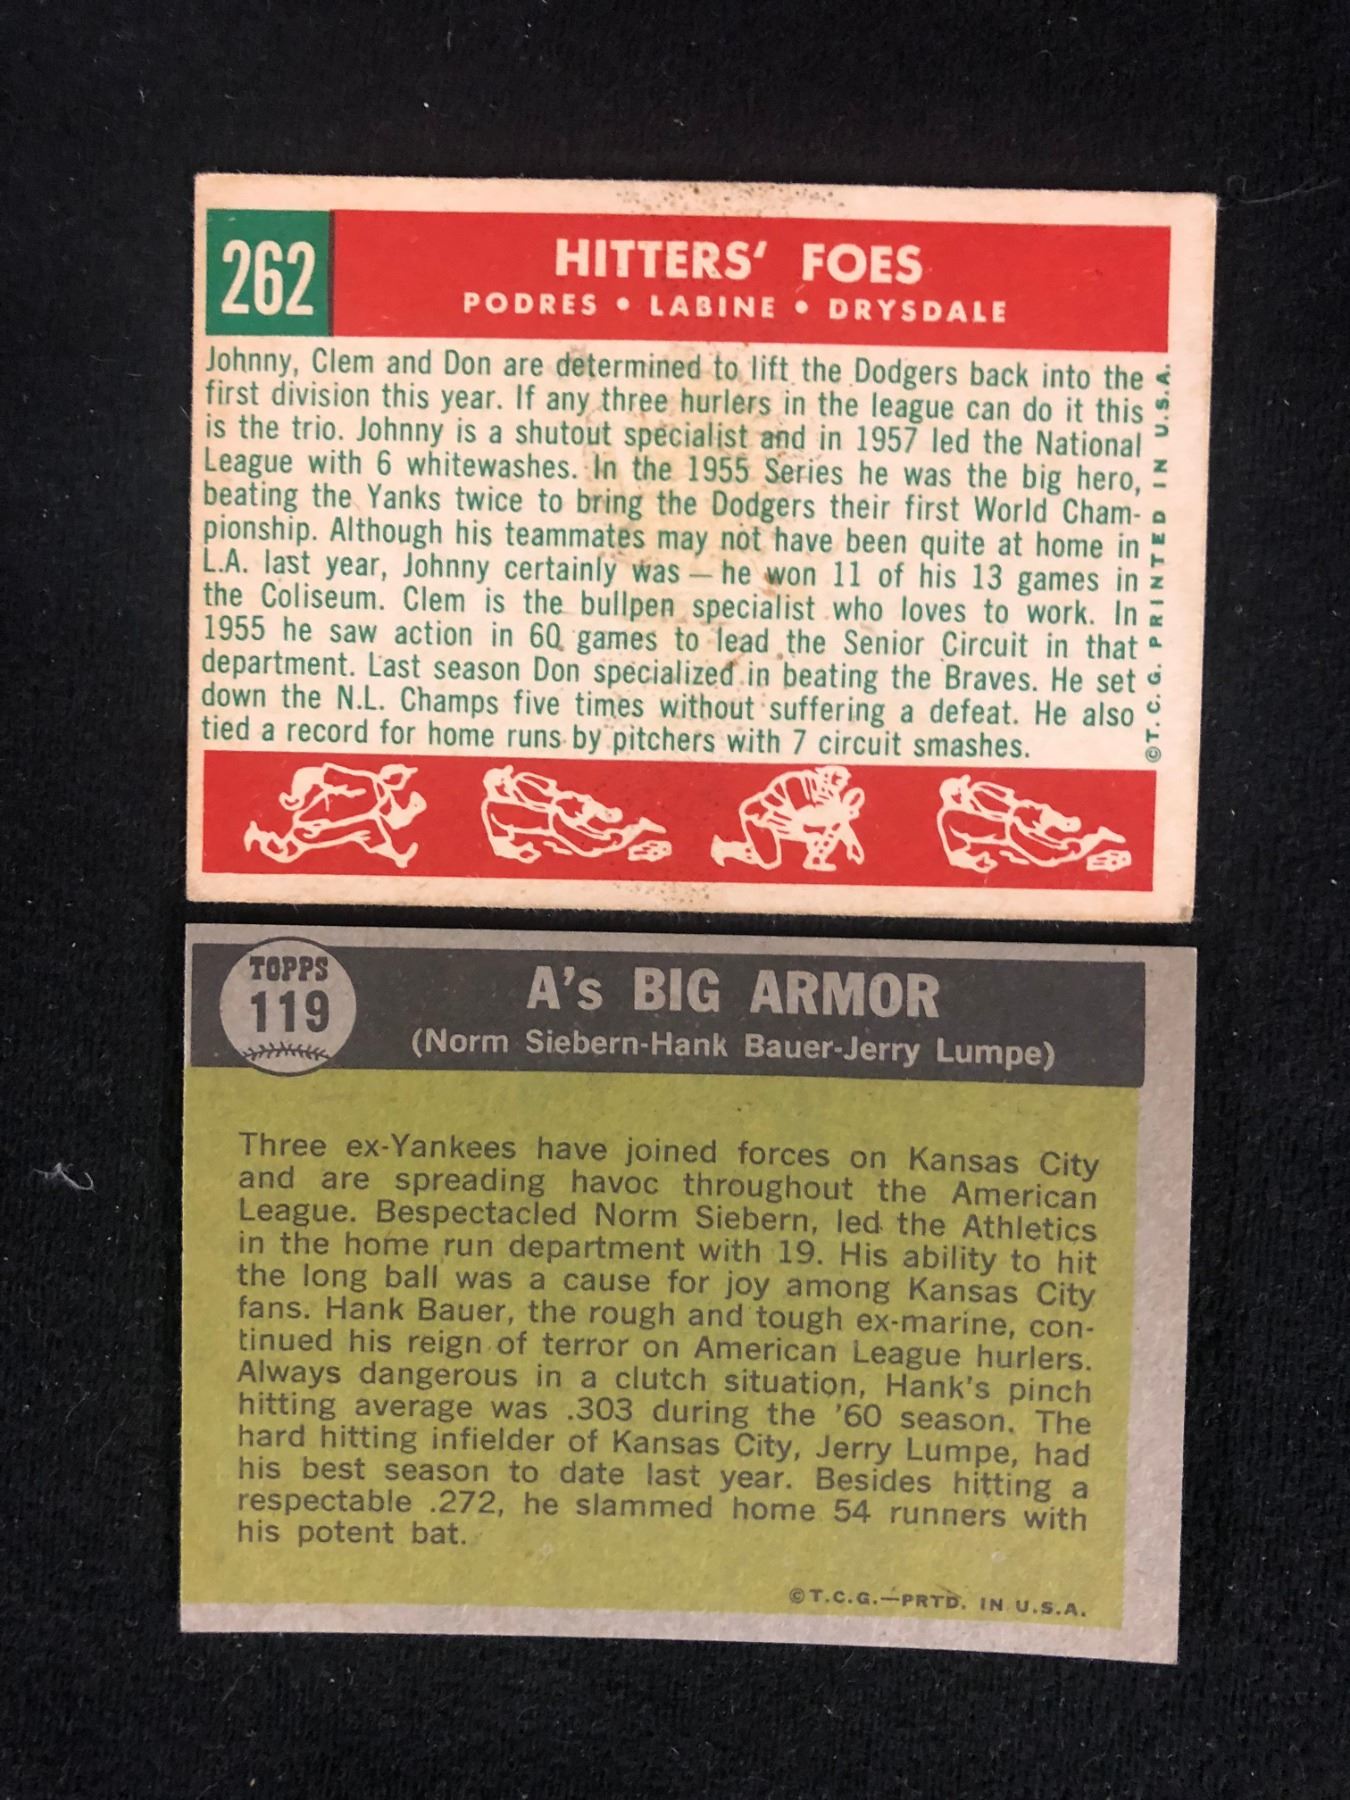 262
HITTERS' FOES
PODRES • LABINE • DRYSDALE
Johnny, Clem and Don are determined to lift the Dodgers back into the
first division this year. If any three hurlers in the league can do it this
is the trio. Johnny is a shutout specialist and in 1957 led the National
League with 6 whitewashes. In the 1955 Series he was the big hero,
beating the Yanks twice to bring the Dodgers their first World Cham-
pionship. Although his teammates may not have been quite at home in
L.A. last year, Johnny certainly was — he won 11 of his 13 games in
the Coliseum. Clem is the bullpen specialist who loves to work. In
1955 he saw action in 60 games to lead the Senior Circuit in that
department. Last season Don specialized in beating the Braves. He set
down the N.L. Champs five times without suffering a defeat. He also
tied a record for home runs by pitchers with 7 circuit smashes.
©T.C.G. PRINTED IN U.S.A.
TOPPS
119
A's BIG ARMOR
(Norm Siebern-Hank Bauer-Jerry Lumpe)
Three ex-Yankees have joined forces on Kansas City
and are spreading havoc throughout the American
League. Bespectacled Norm Siebern, led the Athletics
in the home run department with 19. His ability to hit
the long ball was a cause for joy among Kansas City
fans. Hank Bauer, the rough and tough ex-marine, con-
tinued his reign of terror on American League hurlers.
Always dangerous in a clutch situation, Hank's pinch
hitting average was .303 during the '60 season. The
hard hitting infielder of Kansas City, Jerry Lumpe, had
his best season to date last year. Besides hitting a
respectable .272, he slammed home 54 runners with
his potent bat.
©T.C.G.—PRTD. IN U.S.A.